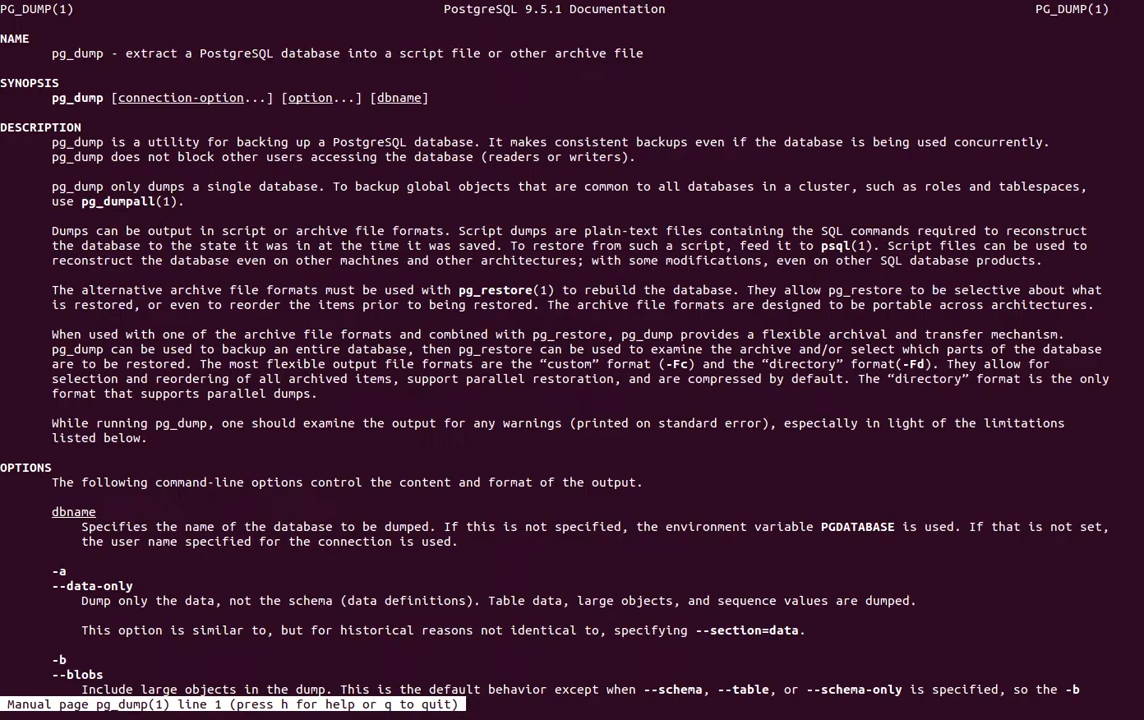 PG_DUMP(1) PostgreSQL 9.5.1 Documentation PG_DUMP(1)
NAME
pg_dump - extract a PostgreSQL database into a script file or other archive file
SYNOPSIS
pg_dump [connection-option...] [option...] [dbname]
DESCRIPTION
pg_dump is a utility for backing up a PostgreSQL database. It makes consistent backups even if the database is being used concurrently.
pg_dump does not block other users accessing the database (readers or writers).
pg_dump only dumps a single database. To backup global objects that are common to all databases in a cluster, such as roles and tablespaces,
use pg_dumpall(1).
Dumps can be output in script or archive file formats. Script dumps are plain-text files containing the SQL commands required to reconstruct
the database to the state it was in at the time it was saved. To restore from such a script, feed it to psql(1). Script files can be used to
reconstruct the database even on other machines and other architectures; with some modifications, even on other SQL database products.
The alternative archive file formats must be used with pg_restore(1) to rebuild the database. They allow pg_restore to be selective about what
is restored, or even to reorder the items prior to being restored. The archive file formats are designed to be portable across architectures.
When used with one of the archive file formats and combined with pg_restore, pg_dump provides a flexible archival and transfer mechanism.
pg_dump can be used to backup an entire database, then pg_restore can be used to examine the archive and/or select which parts of the database
are to be restored. The most flexible output file formats are the “custom” format (-Fc) and the “directory” format(-Fd). They allow for
selection and reordering of all archived items, support parallel restoration, and are compressed by default. The “directory” format is the only
format that supports parallel dumps.
While running pg_dump, one should examine the output for any warnings (printed on standard error), especially in light of the limitations
listed below.
OPTIONS
The following command-line options control the content and format of the output.
dbname
Specifies the name of the database to be dumped. If this is not specified, the environment variable PGDATABASE is used. If that is not set,
the user name specified for the connection is used.
-a
--data-only
Dump only the data, not the schema (data definitions). Table data, large objects, and sequence values are dumped.
This option is similar to, but for historical reasons not identical to, specifying --section=data.
-b
--blobs
Include large objects in the dump. This is the default behavior except when --schema, --table, or --schema-only is specified, so the -b
Manual page pg_dump(1) line 1 (press h for help or q to quit)